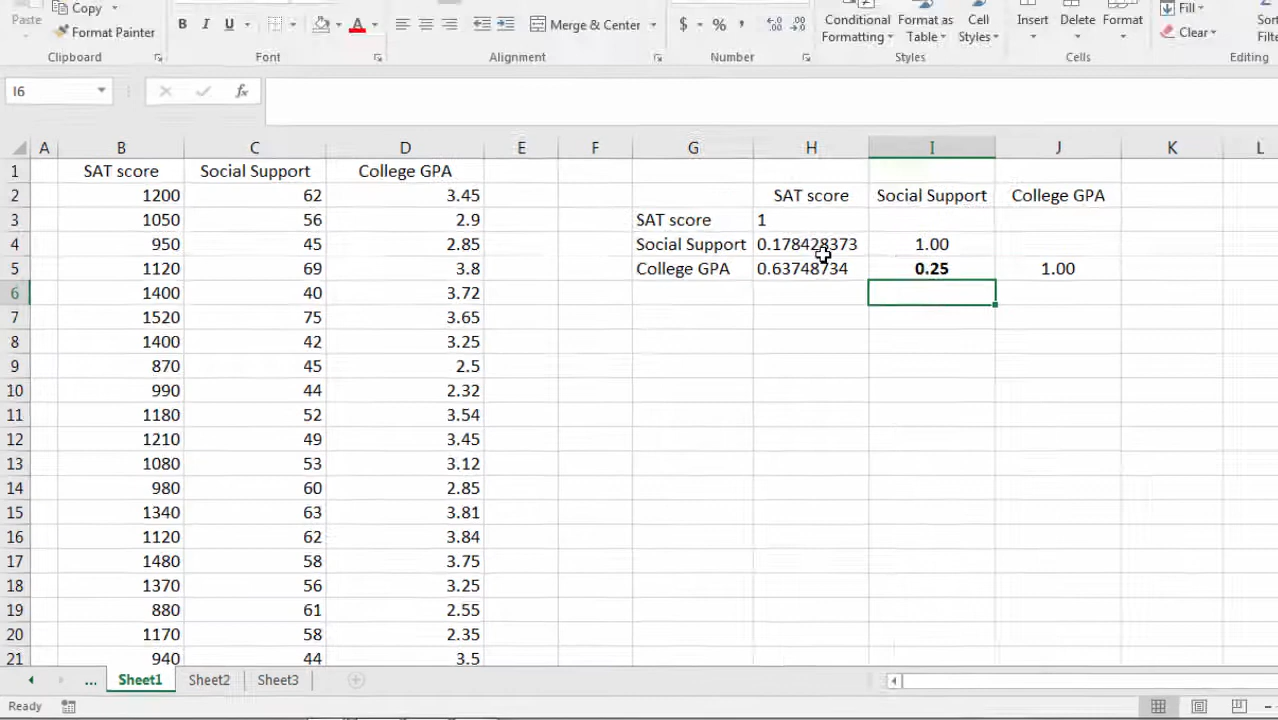 Paste Copy B I U Merge & Center $ % , Conditional Format as Cell Insert Delete Format Fill
Format Painter Formatting Table Styles Clear
Clipboard Font Alignment Number Styles Cells Editing
I6 fx
A B C D E F G H I J K L
1 SAT score Social Support College GPA
2 1200 62 3.45 SAT score Social Support College GPA
3 1050 56 2.9 SAT score 1
4 950 45 2.85 Social Support 0.178428373 1.00
5 1120 69 3.8 College GPA 0.63748734 0.25 1.00
6 1400 40 3.72
7 1520 75 3.65
8 1400 42 3.25
9 870 45 2.5
10 990 44 2.32
11 1180 52 3.54
12 1210 49 3.45
13 1080 53 3.12
14 980 60 2.85
15 1340 63 3.81
16 1120 62 3.84
17 1480 58 3.75
18 1370 56 3.25
19 880 61 2.55
20 1170 58 2.35
21 940 44 3.5
... Sheet1 Sheet2 Sheet3
Ready